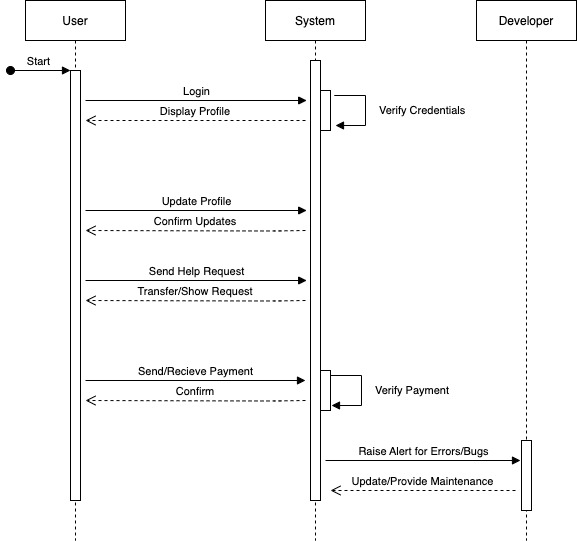 User
System
Developer
Start
Login
Display Profile
Verify Credentials
Update Profile
Confirm Updates
Send Help Request
Transfer/Show Request
Send/Recieve Payment
Confirm
Verify Payment
Raise Alert for Errors/Bugs
Update/Provide Maintenance